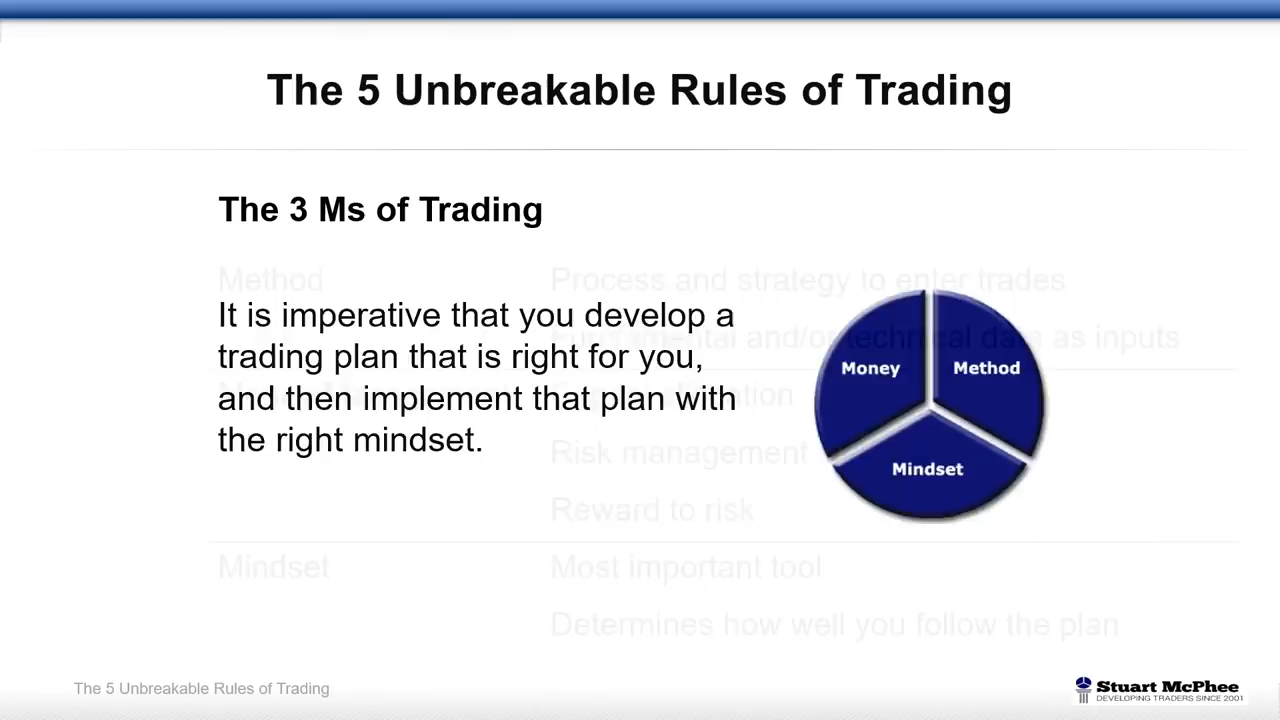 The 5 Unbreakable Rules of Trading
The 3 Ms of Trading
Method Process and strategy to enter trades
It is imperative that you develop a
Fundamental and/or technical data as inputs
trading plan that is right for you,
Money Method
and then implement that plan with
the right mindset.
Risk management
Mindset
Reward to risk
Mindset Most important tool
Determines how well you follow the plan
The 5 Unbreakable Rules of Trading
Stuart McPhee
DEVELOPING TRADERS SINCE 2001